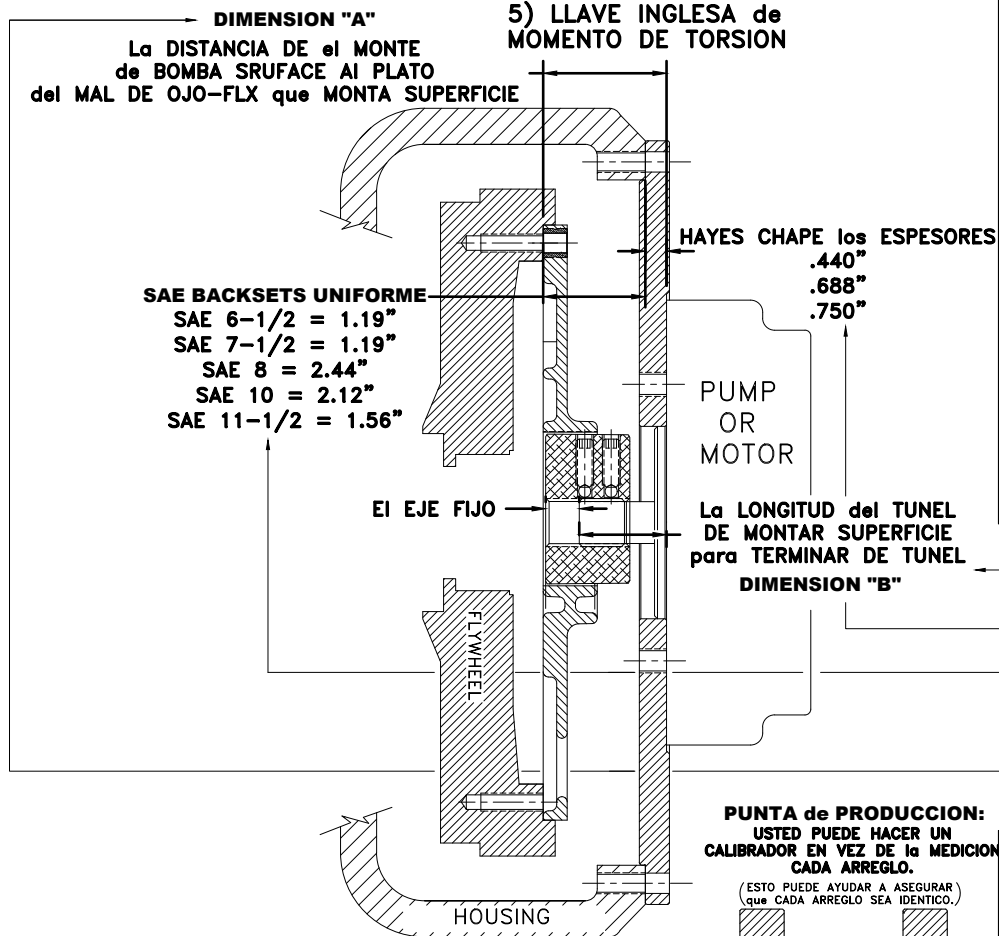 DIMENSION "A"
La DISTANCIA DE el MONTE
de BOMBA SRUFACE Al PLATO
del MAL DE OJO-FLX que MONTA SUPERFICIE
5) LLAVE INGLESA de
MOMENTO DE TORSION
HAYES CHAPE los ESPESORES
.440”
.688”
.750”
SAE BACKSETS UNIFORME
SAE 6-1/2 = 1.19”
SAE 7-1/2 = 1.19”
SAE 8 = 2.44”
SAE 10 = 2.12”
SAE 11-1/2 = 1.56”
PUMP
OR
MOTOR
El EJE FIJO
La LONGITUD del TUNEL
DE MONTAR SUPERFICIE
para TERMINAR DE TUNEL
DIMENSION "B"
FLYWHEEL
PUNTA de PRODUCCION:
USTED PUEDE HACER UN
CALIBRADOR EN VEZ DE la MEDICION
CADA ARREGLO.
(ESTO PUEDE AYUDAR A ASEGURAR
que CADA ARREGLO SEA IDENTICO.)
HOUSING